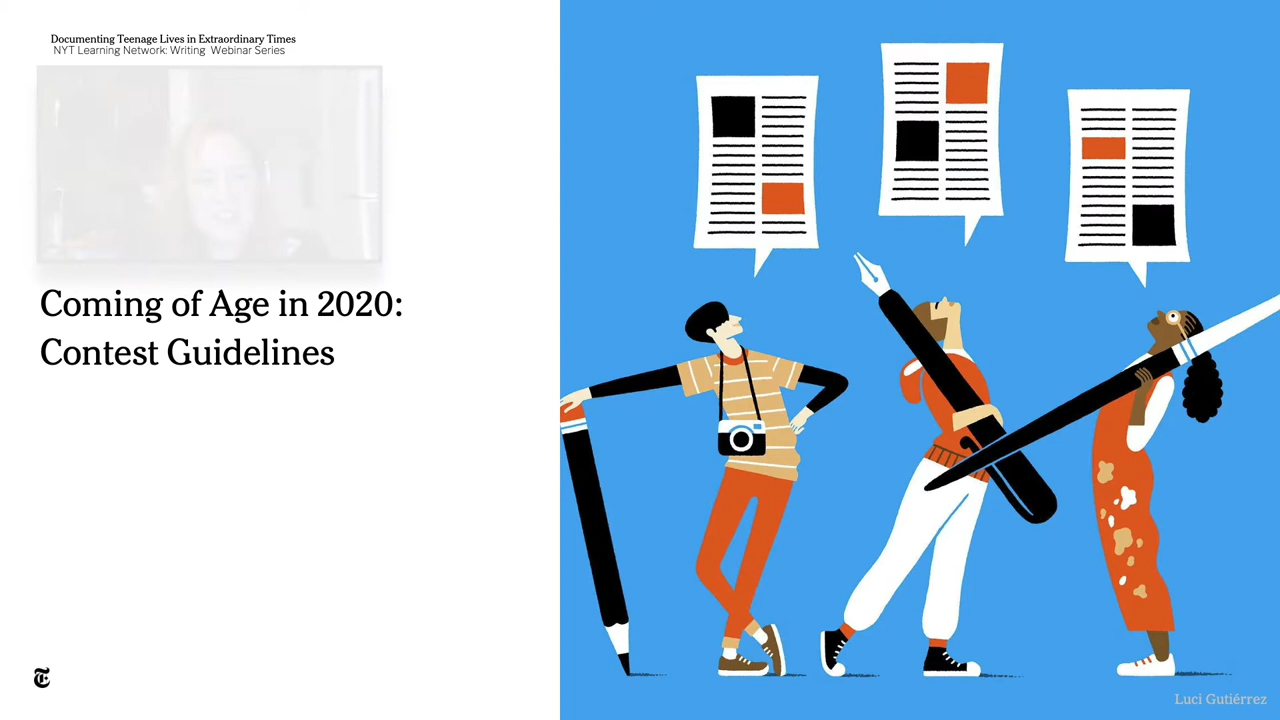 Documenting Teenage Lives in Extraordinary Times
NYT Learning Network: Writing Webinar Series
Coming of Age in 2020:
Contest Guidelines
Luci Gutiérrez